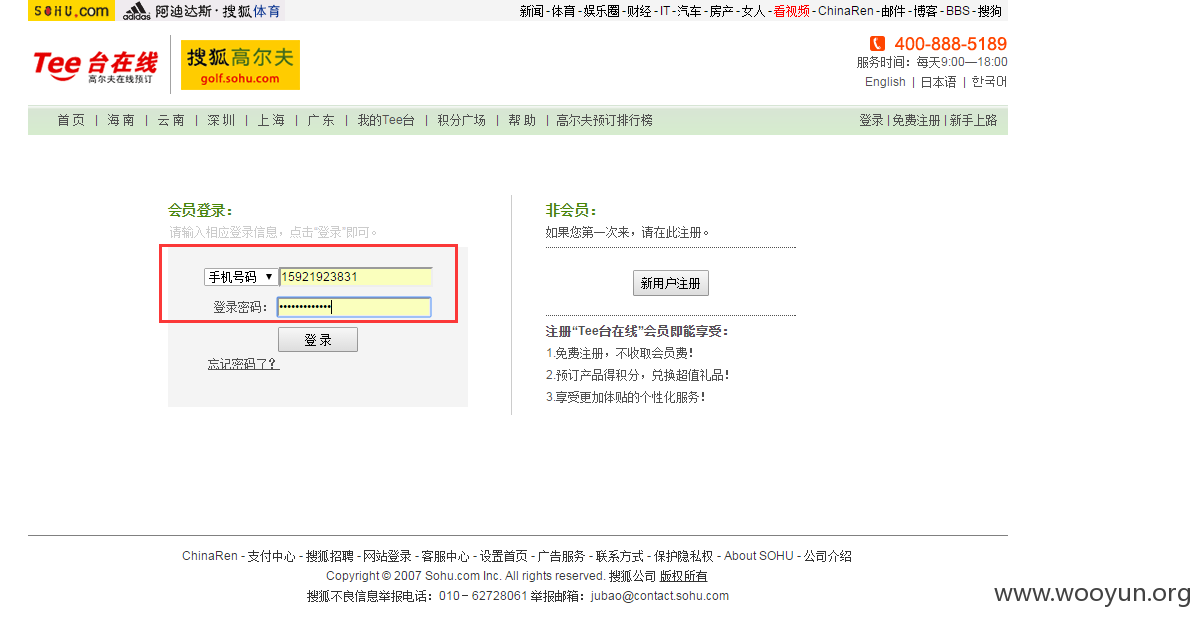 SOHU.com adidas 阿迪达斯·搜狐体育 新闻-体育-娱乐圈-财经-IT-汽车-房产-女人-看视频-ChinaRen-邮件-博客-BBS-搜狗
Tee 台在线
高尔夫在线预订
搜狐高尔夫
golf.sohu.com
400-888-5189
服务时间：每天9:00—18:00
English | 日本语 | 한국어
首页 | 海南 | 云南 | 深圳 | 上海 | 广东 | 我的Tee台 | 积分广场 | 帮助 | 高尔夫预订排行榜 登录 | 免费注册 | 新手上路
会员登录：
请输入相应登录信息，点击“登录”即可。
手机号码 ▼ 15921923831
登录密码： ••••••••••••
登 录
忘记密码了？
非会员：
如果您第一次来，请在此注册。
新用户注册
注册“Tee台在线”会员即能享受：
1.免费注册，不收取会员费！
2.预订产品得积分，兑换超值礼品！
3.享受更加体贴的个性化服务！
ChinaRen - 支付中心 - 搜狐招聘 - 网站登录 - 客服中心 - 设置首页 - 广告服务 - 联系方式 - 保护隐私权 - About SOHU - 公司介绍
Copyright © 2007 Sohu.com Inc. All rights reserved. 搜狐公司 版权所有
搜狐不良信息举报电话：010－62728061 举报邮箱：jubao@contact.sohu.com
www.wooyun.org